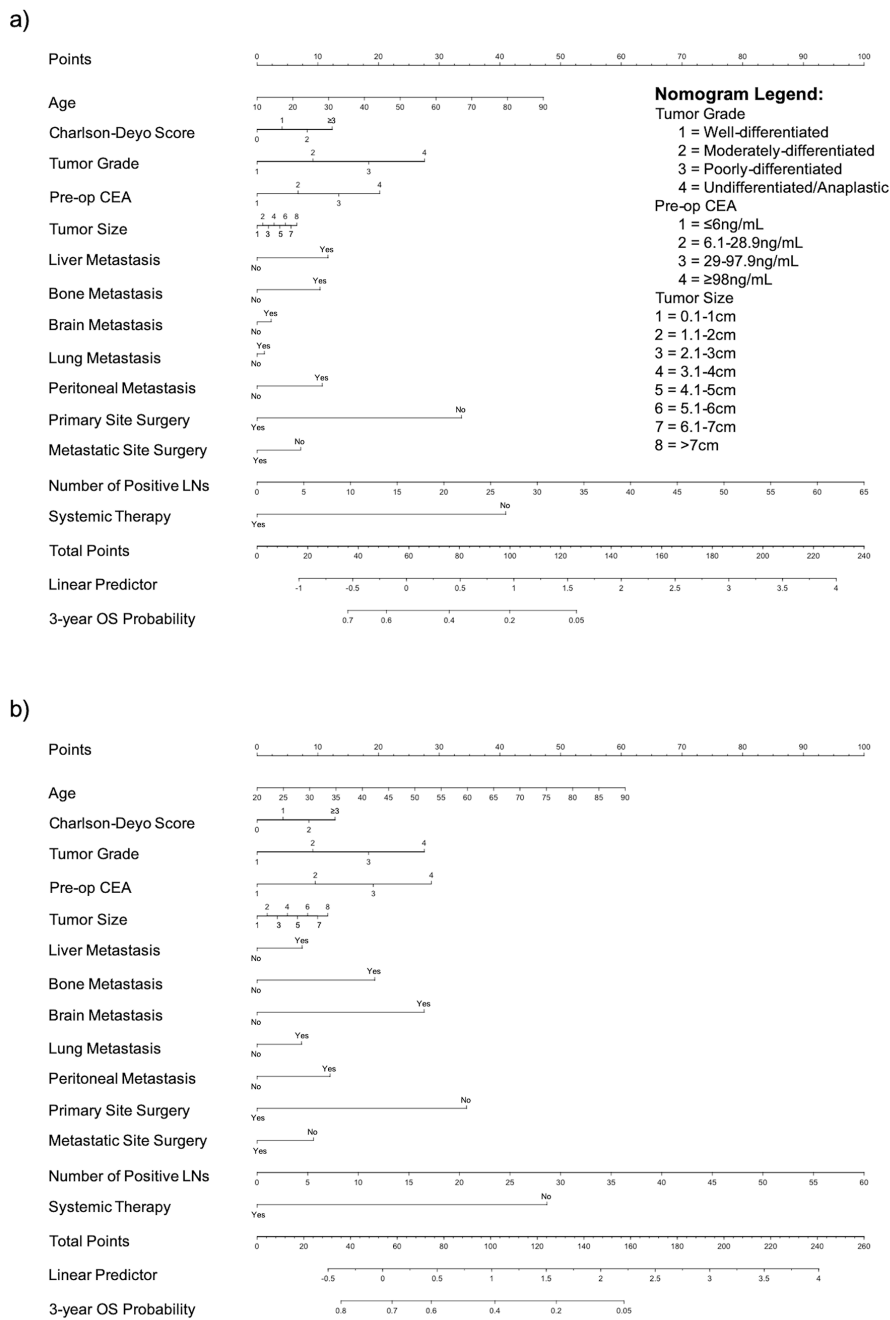 a)
Points
0 10 20 30 40 50 60 70 80 90 100
Age
10 20 30 40 50 60 70 80 90
Charlson-Deyo Score
1 ≥3
0 2
Tumor Grade
2 4
1 3
Pre-op CEA
2 4
1 3
Tumor Size
2 4 6 8
1 3 5 7
Liver Metastasis
Yes
No
Bone Metastasis
Yes
No
Brain Metastasis
Yes
No
Lung Metastasis
Yes
No
Peritoneal Metastasis
Yes
No
Primary Site Surgery
No
Yes
Metastatic Site Surgery
No
Yes
Number of Positive LNs
0 5 10 15 20 25 30 35 40 45 50 55 60 65
Systemic Therapy
No
Yes
Total Points
0 20 40 60 80 100 120 140 160 180 200 220 240
Linear Predictor
-1 -0.5 0 0.5 1 1.5 2 2.5 3 3.5 4
3-year OS Probability
0.7 0.6 0.4 0.2 0.05
Nomogram Legend:
Tumor Grade
1 = Well-differentiated
2 = Moderately-differentiated
3 = Poorly-differentiated
4 = Undifferentiated/Anaplastic
Pre-op CEA
1 = ≤6ng/mL
2 = 6.1-28.9ng/mL
3 = 29-97.9ng/mL
4 = ≥98ng/mL
Tumor Size
1 = 0.1-1cm
2 = 1.1-2cm
3 = 2.1-3cm
4 = 3.1-4cm
5 = 4.1-5cm
6 = 5.1-6cm
7 = 6.1-7cm
8 = >7cm
b)
Points
0 10 20 30 40 50 60 70 80 90 100
Age
20 25 30 35 40 45 50 55 60 65 70 75 80 85 90
Charlson-Deyo Score
1 ≥3
0 2
Tumor Grade
2 4
1 3
Pre-op CEA
2 4
1 3
Tumor Size
2 4 6 8
1 3 5 7
Liver Metastasis
Yes
No
Bone Metastasis
Yes
No
Brain Metastasis
Yes
No
Lung Metastasis
Yes
No
Peritoneal Metastasis
Yes
No
Primary Site Surgery
No
Yes
Metastatic Site Surgery
No
Yes
Number of Positive LNs
0 5 10 15 20 25 30 35 40 45 50 55 60
Systemic Therapy
No
Yes
Total Points
0 20 40 60 80 100 120 140 160 180 200 220 240 260
Linear Predictor
-0.5 0 0.5 1 1.5 2 2.5 3 3.5 4
3-year OS Probability
0.8 0.7 0.6 0.4 0.2 0.05